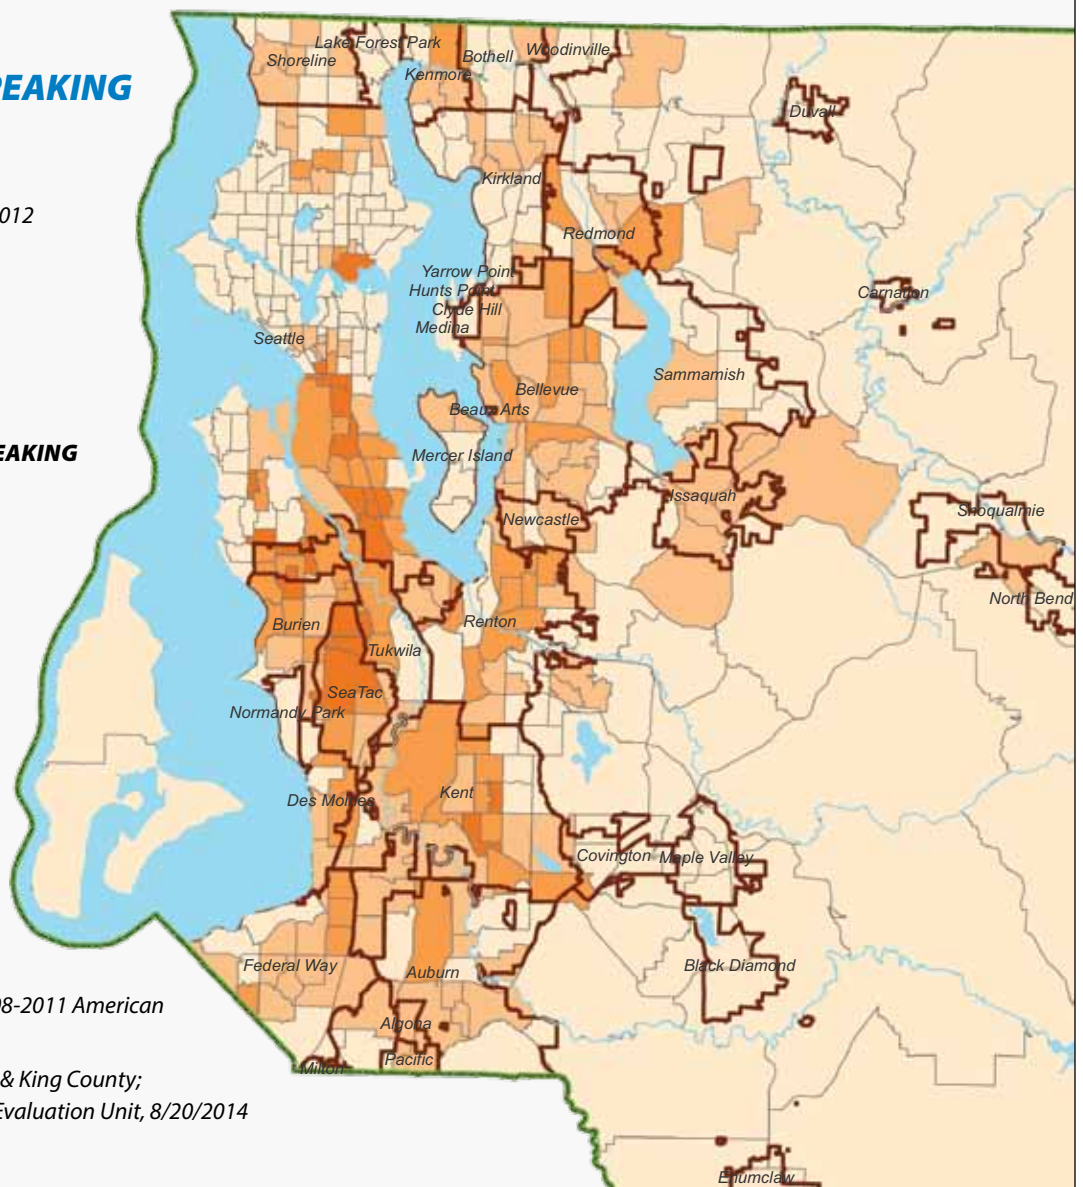 PEAKING
012
EAKING
08-2011 American
& King County;
Evaluation Unit, 8/20/2014
Lake Forest Park
Shoreline
Bothell
Woodinville
Kenmore
Duvall
Kirkland
Redmond
Yarrow Point
Hunts Point
Clyde Hill
Medina
Carnation
Seattle
Sammamish
Bellevue
Beaux Arts
Mercer Island
Issaquah
Newcastle
Snoqualmie
North Bend
Burien
Renton
Tukwila
SeaTac
Normandy Park
Des Moines
Kent
Covington
Maple Valley
Federal Way
Auburn
Black Diamond
Algona
Pacific
Milton
Enumclaw